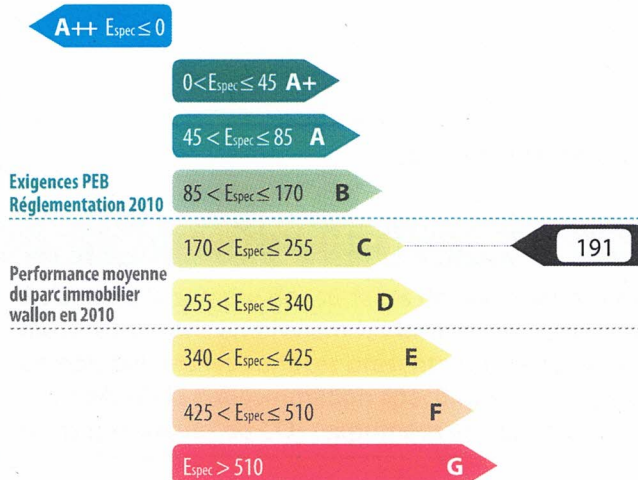 A++ Espec ≤ 0
0 < Espec ≤ 45 A+
45 < Espec ≤ 85 A
Exigences PEB
Réglementation 2010
85 < Espec ≤ 170 B
170 < Espec ≤ 255 C
191
Performance moyenne
du parc immobilier
wallon en 2010
255 < Espec ≤ 340 D
340 < Espec ≤ 425 E
425 < Espec ≤ 510 F
Espec > 510 G